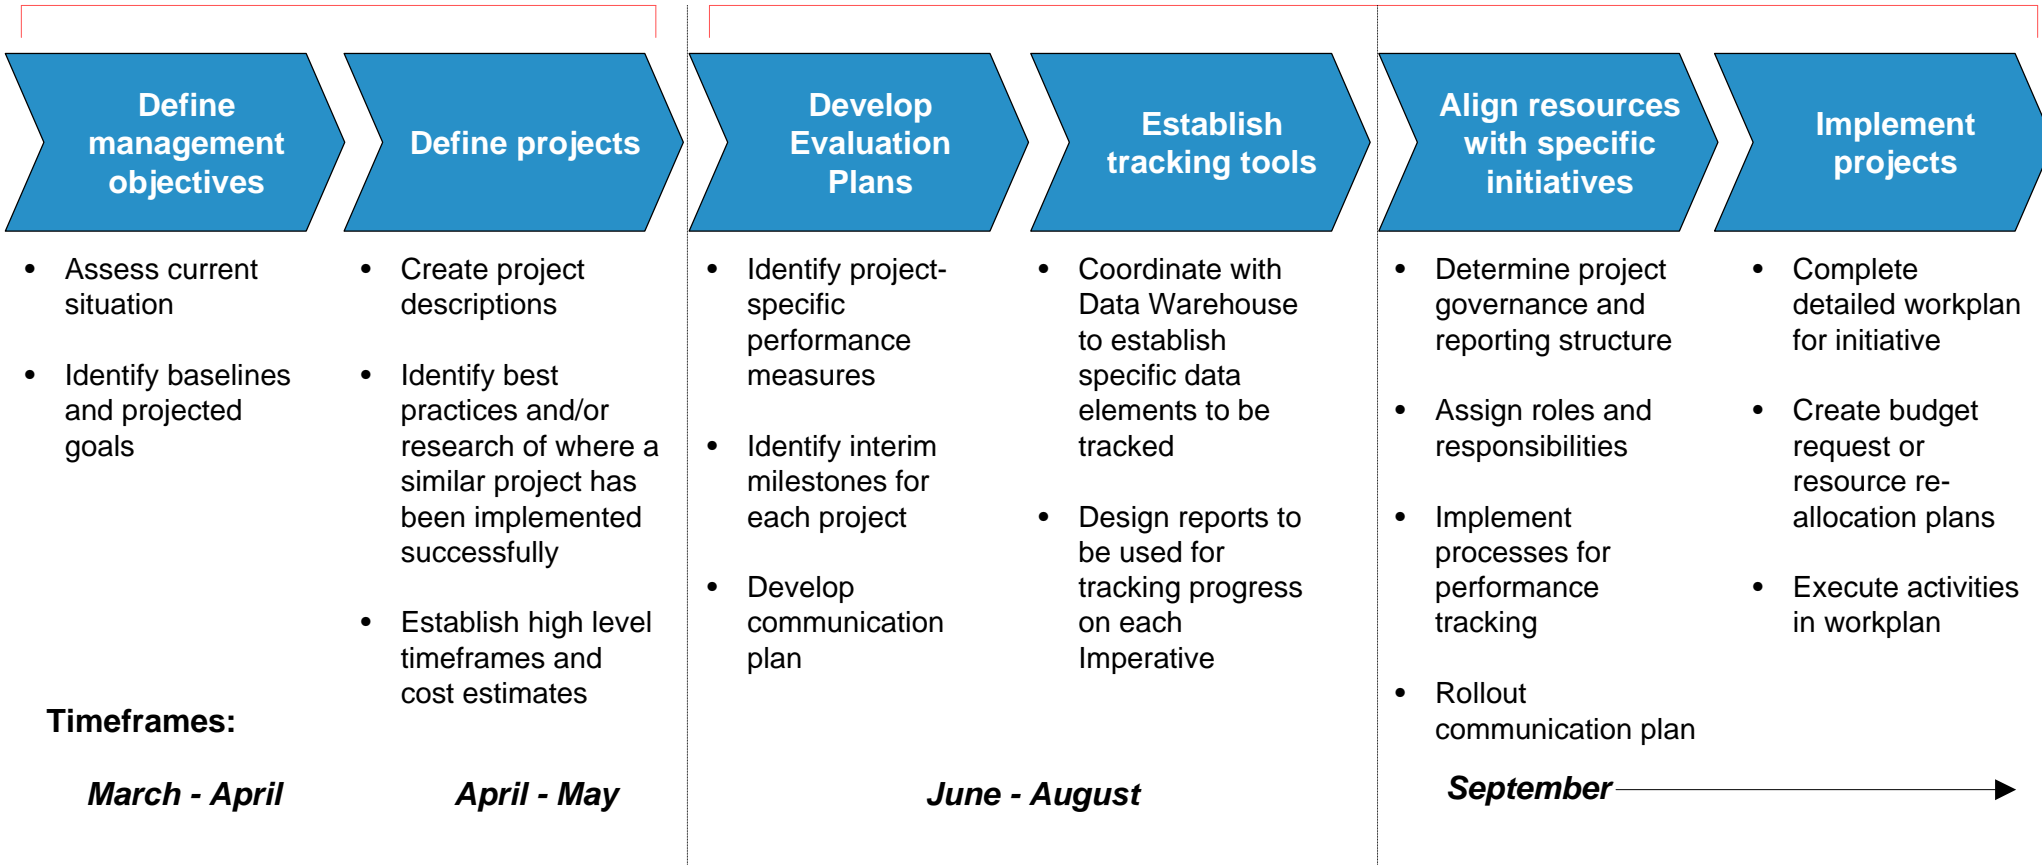 Define
management
objectives
Define projects
Develop
Evaluation
Plans
Establish
tracking tools
Align resources
with specific
initiatives
Implement
projects
• Assess current
situation
• Identify baselines
and projected
goals
• Create project
descriptions
• Identify best
practices and/or
research of where a
similar project has
been implemented
successfully
• Establish high level
timeframes and
cost estimates
• Identify project-
specific
performance
measures
• Identify interim
milestones for
each project
• Develop
communication
plan
• Coordinate with
Data Warehouse
to establish
specific data
elements to be
tracked
• Design reports to
be used for
tracking progress
on each
Imperative
• Determine project
governance and
reporting structure
• Assign roles and
responsibilities
• Implement
processes for
performance
tracking
• Rollout
communication plan
• Complete
detailed workplan
for initiative
• Create budget
request or
resource re-
allocation plans
• Execute activities
in workplan
Timeframes:
March - April
April - May
June - August
September